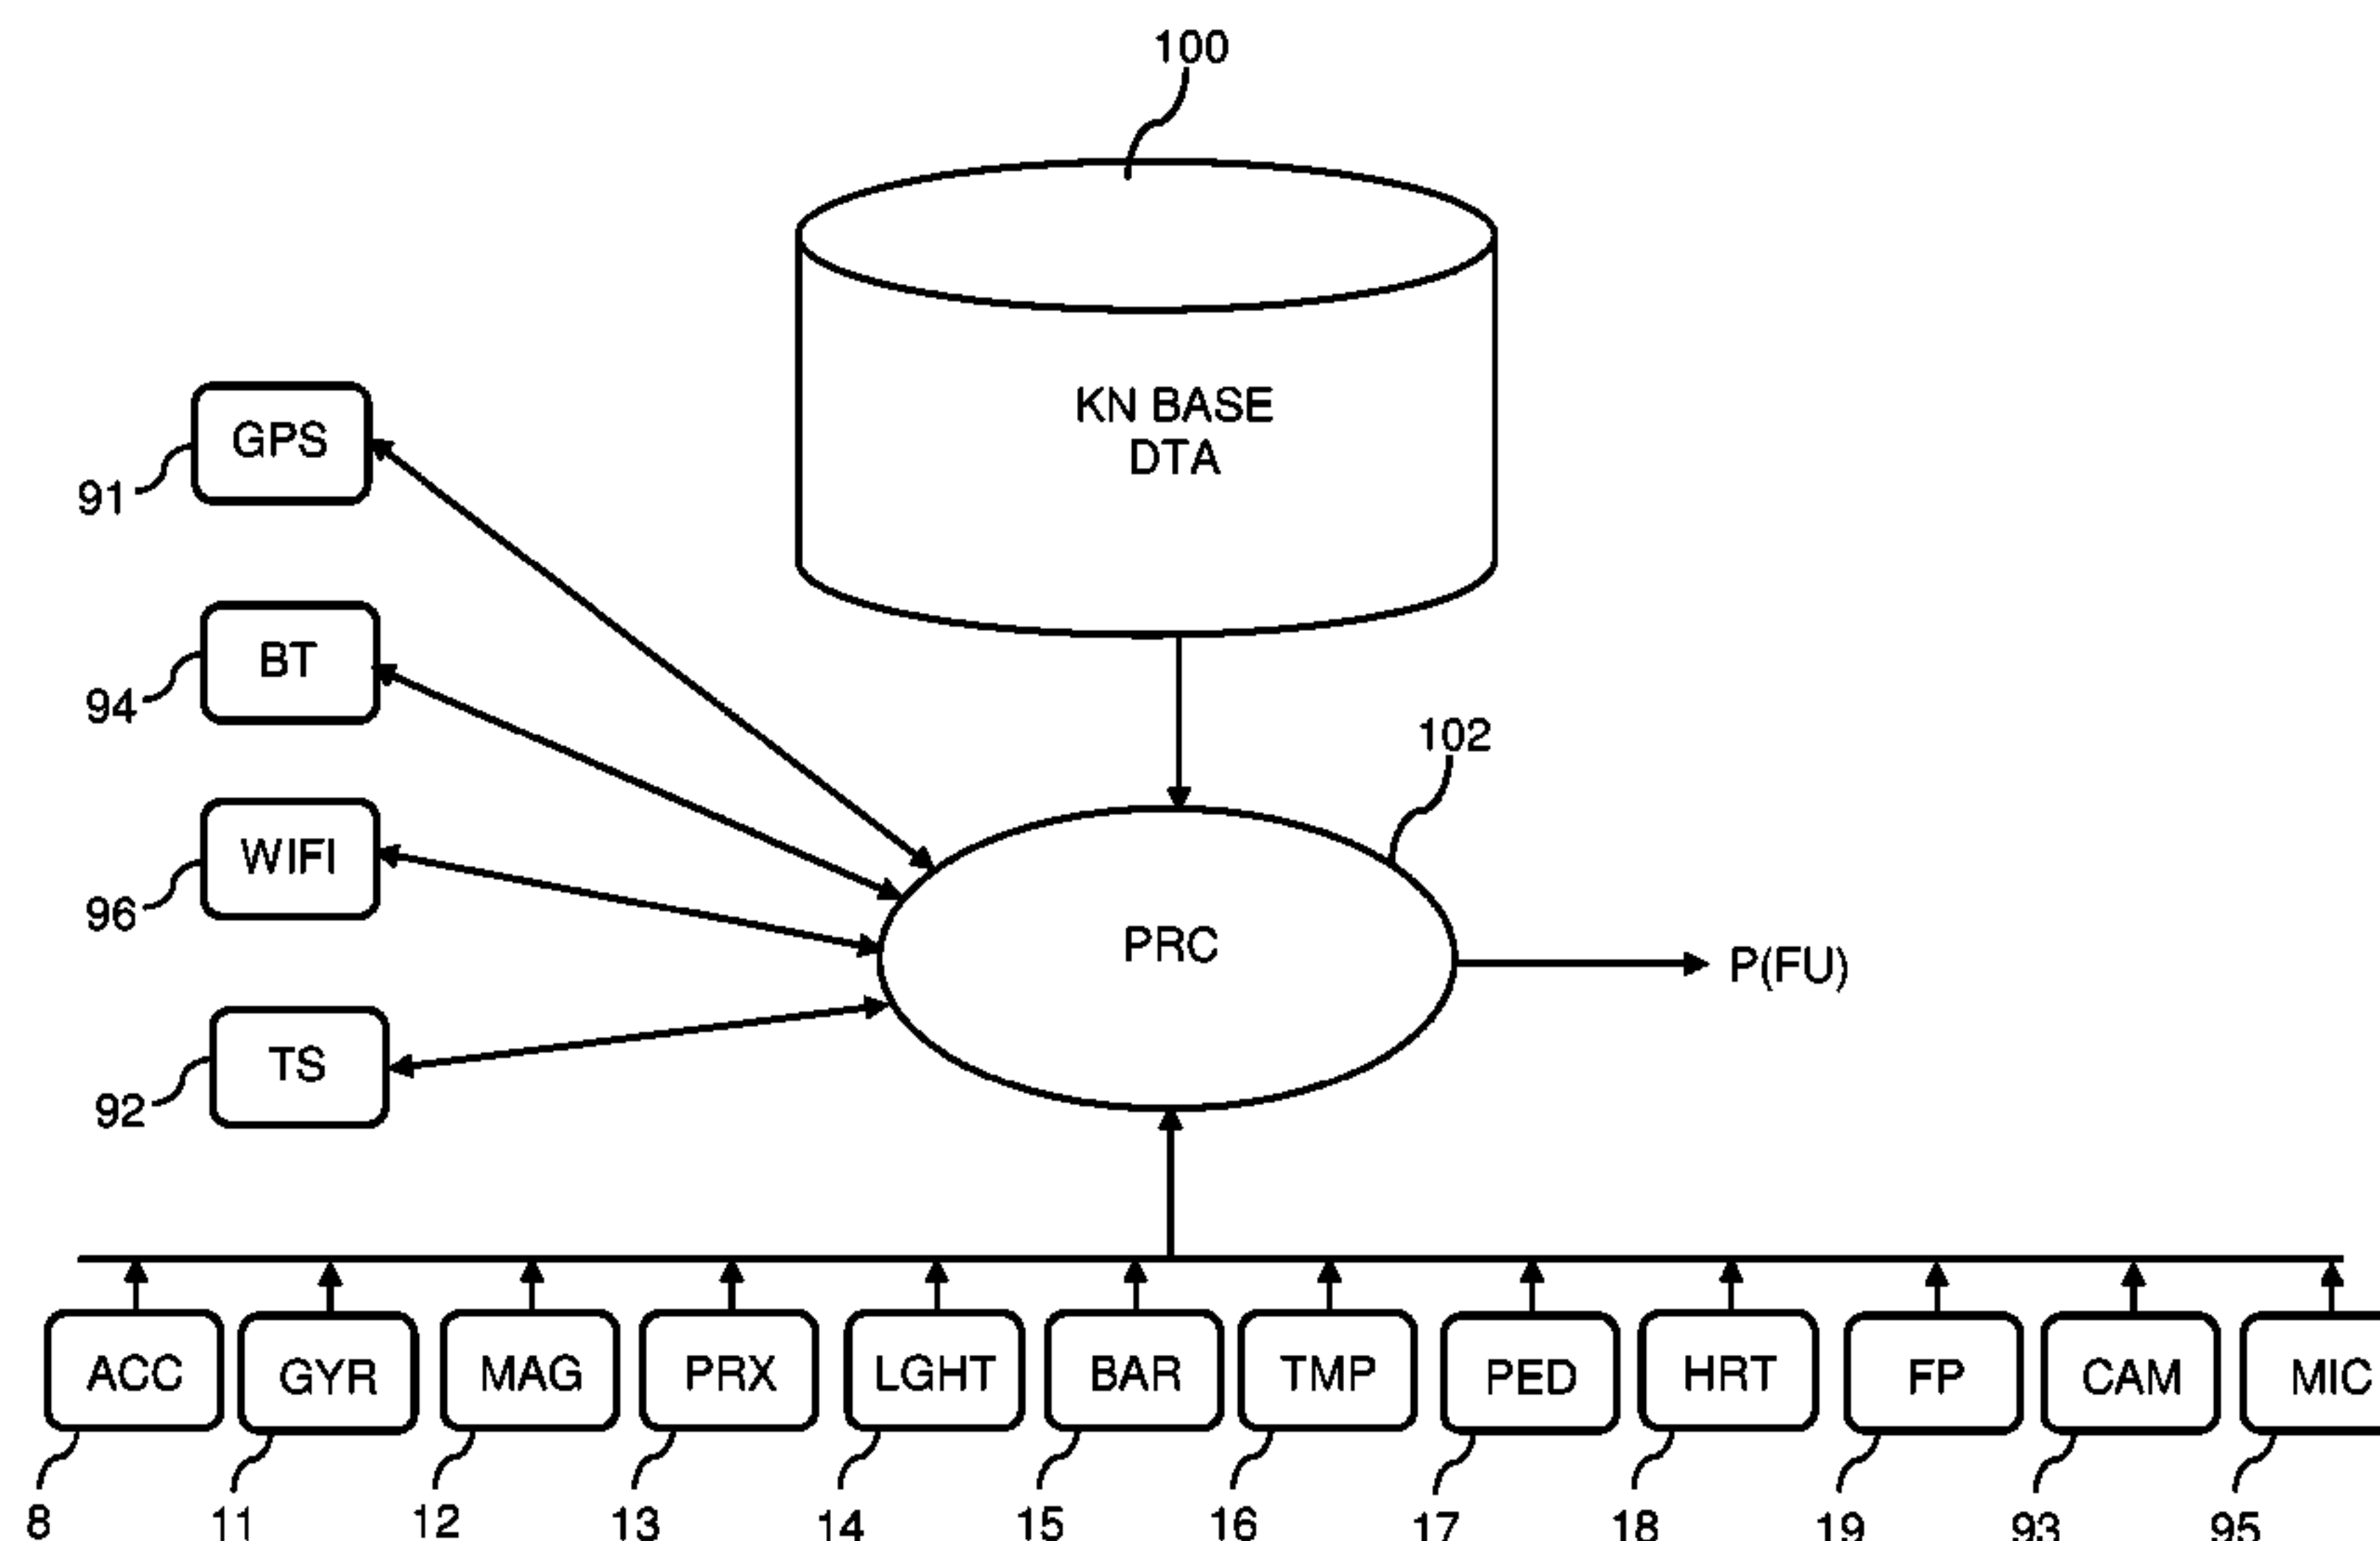 100
KN BASE
DTA
GPS
91
BT
94
102
WIFI
96
PRC
P(FU)
TS
92
ACC
GYR
MAG
PRX
LGHT
BAR
TMP
PED
HRT
FP
CAM
MIC
8
11
12
13
14
15
16
17
18
19
93
95